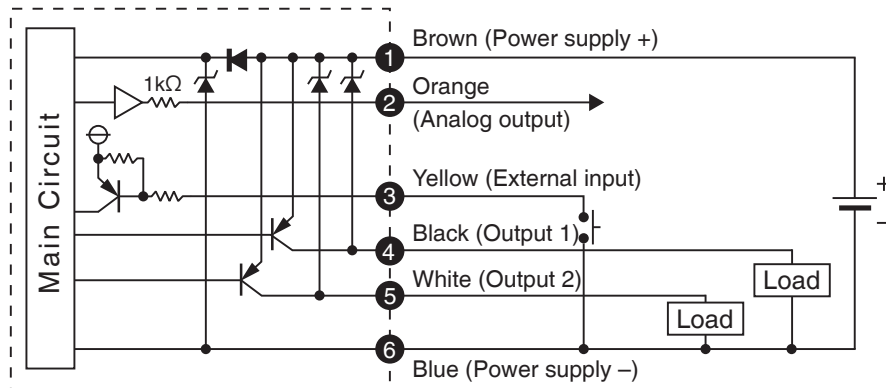 Main Circuit
1kΩ
1 Brown (Power supply +)
2 Orange
(Analog output)
3 Yellow (External input)
4 Black (Output 1)
5 White (Output 2)
6 Blue (Power supply –)
Load
Load
+
–